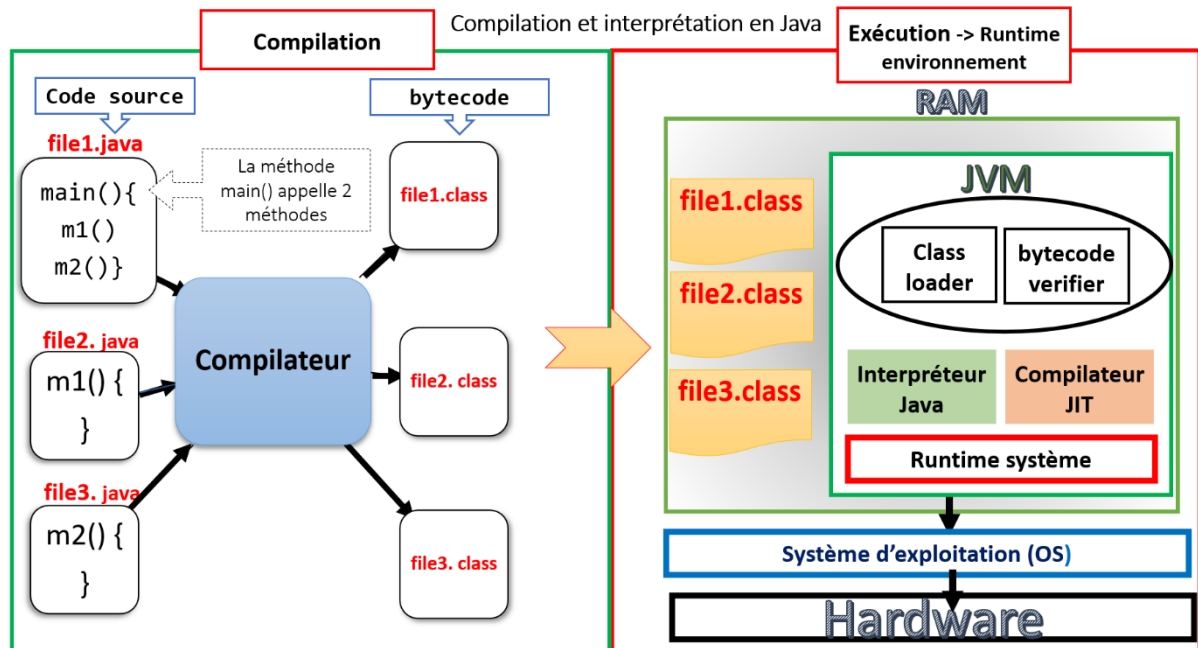 Compilation et interprétation en Java
Compilation
Code source
bytecode
file1.java
main(){
m1()
m2()}
La méthode
main() appelle 2
méthodes
file1.class
file2. java
m1() {
}
Compilateur
file2. class
file3. java
m2() {
}
file3. class
Exécution -> Runtime
environnement
RAM
file1.class
file2.class
file3.class
JVM
Class
loader
bytecode
verifier
Interpréteur
Java
Compilateur
JIT
Runtime système
Système d’exploitation (OS)
Hardware